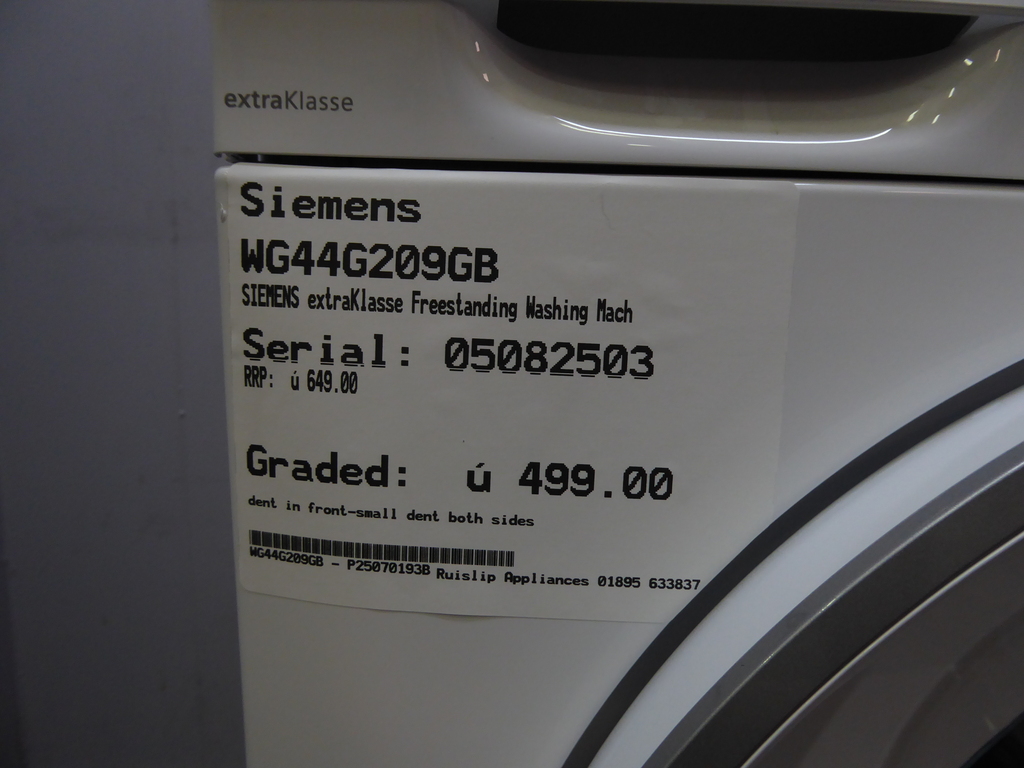 extraKlasse
Siemens
WG44G209GB
SIEMENS extraKlasse Freestanding Washing Mach
Serial: 05082503
RRP: ú 649.00
Graded: ú 499.00
dent in front-small dent both sides
WG44G209GB - P25070193B Ruislip Appliances 01895 633837